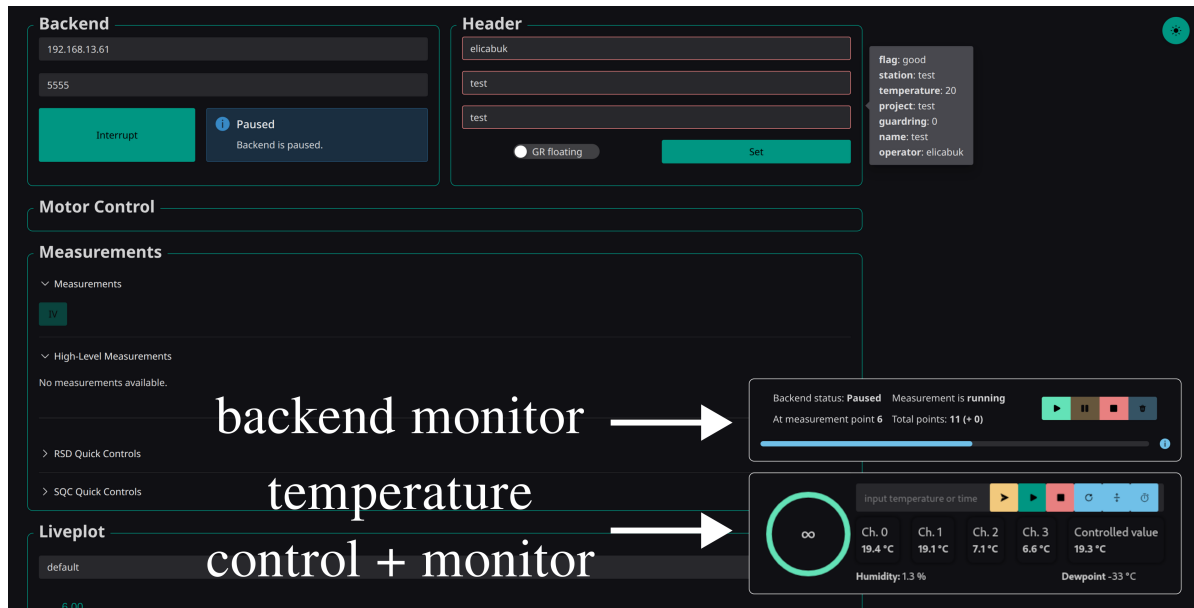 Backend
192.168.13.61
5555
Interrupt
Paused
Backend is paused.
Header
elicabuk
test
test
GR floating
Set
flag: good
station: test
temperature: 20
project: test
guardring: 0
name: test
operator: elicabuk
Motor Control
Measurements
Measurements
IV
High-Level Measurements
No measurements available.
RSD Quick Controls
SQC Quick Controls
Liveplot
default
6.00
backend monitor
temperature
control + monitor
Backend status: Paused Measurement is running
At measurement point 6 Total points: 11 (+ 0)
input temperature or time
∞
Ch. 0 Ch. 1 Ch. 2 Ch. 3 Controlled value
19.4 °C 19.1 °C 7.1 °C 6.6 °C 19.3 °C
Humidity: 1.3 % Dewpoint -33 °C